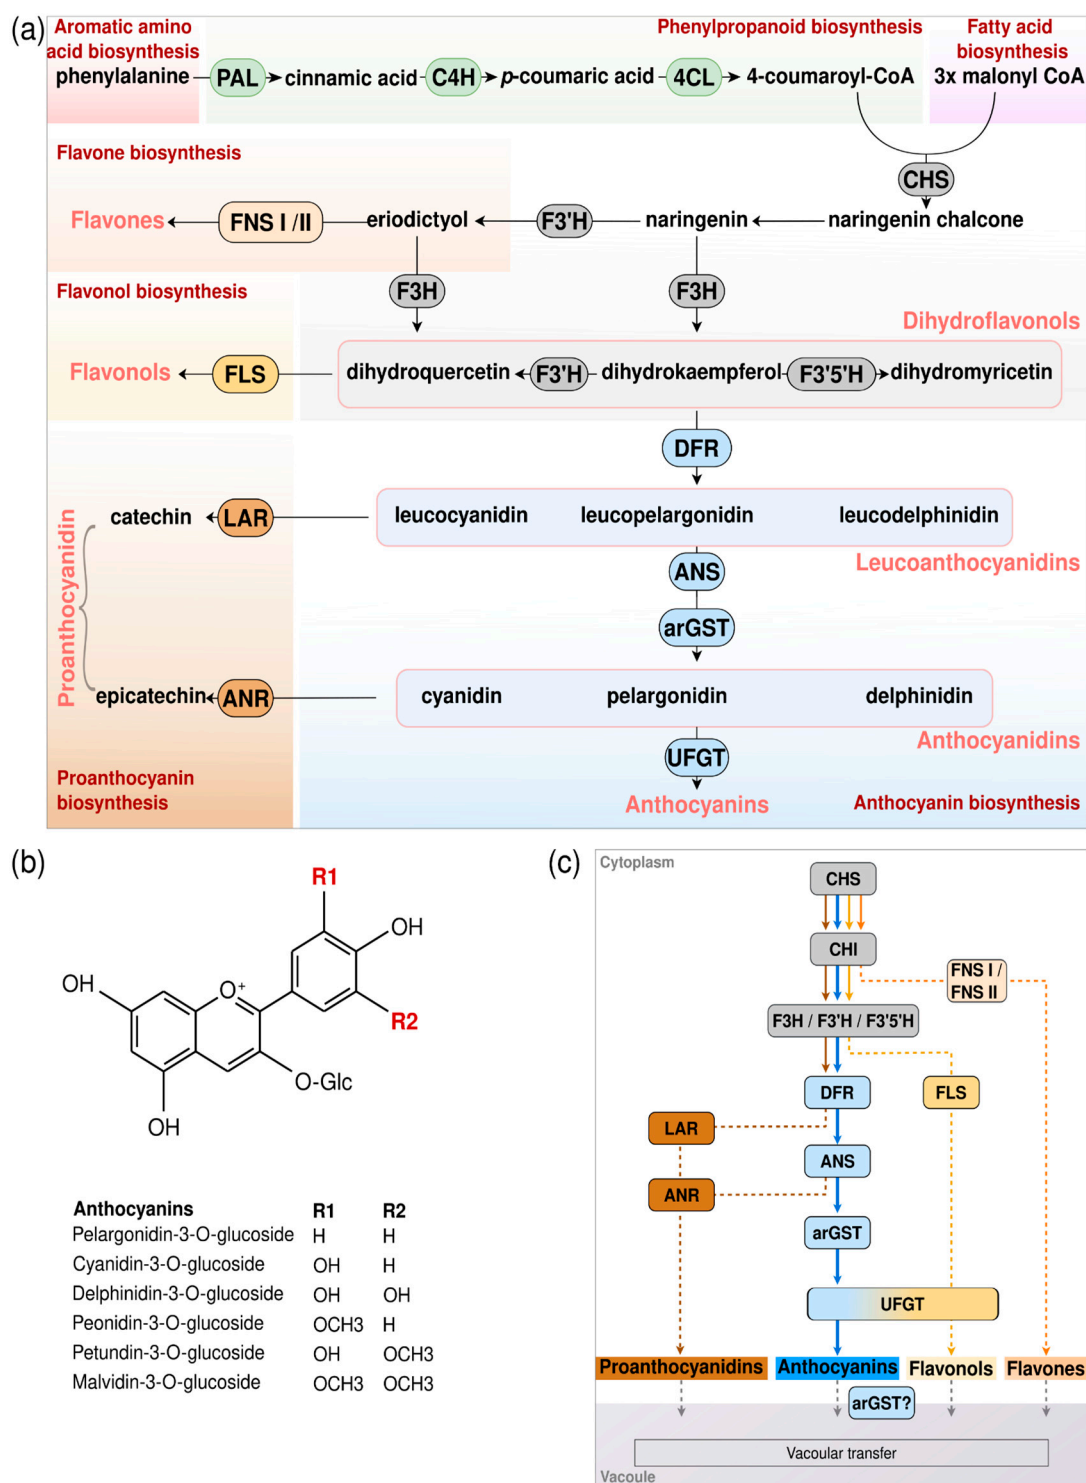 (a)
Aromatic amino
acid biosynthesis
Phenylpropanoid biosynthesis
Fatty acid
biosynthesis
phenylalanine PAL cinnamic acid C4H p-coumaric acid 4CL 4-coumaroyl-CoA 3x malonyl CoA
Flavone biosynthesis
CHS
Flavones FNS I /II eriodictyol F3'H naringenin naringenin chalcone
Flavonol biosynthesis
F3H F3H
Dihydroflavonols
Flavonols FLS dihydroquercetin F3'H dihydrokaempferol F3'5'H dihydromyricetin
DFR
catechin LAR leucocyanidin leucopelargonidin leucodelphinidin
Leucoanthocyanidins
ANS
Proanthocyanidin
arGST
epicatechin ANR cyanidin pelargonidin delphinidin
Anthocyanidins
UFGT
Proanthocyanin
biosynthesis
Anthocyanins
Anthocyanin biosynthesis
(b)
R1
OH
OH
O+
R2
O-Glc
OH
Anthocyanins R1 R2
Pelargonidin-3-O-glucoside H H
Cyanidin-3-O-glucoside OH H
Delphinidin-3-O-glucoside OH OH
Peonidin-3-O-glucoside OCH3 H
Petundin-3-O-glucoside OH OCH3
Malvidin-3-O-glucoside OCH3 OCH3
(c)
Cytoplasm
CHS
CHI
FNS I /
FNS II
F3H / F3'H / F3'5'H
DFR FLS
LAR
ANS
ANR
arGST
UFGT
Proanthocyanidins Anthocyanins Flavonols Flavones
arGST?
Vacoular transfer
Vacoule